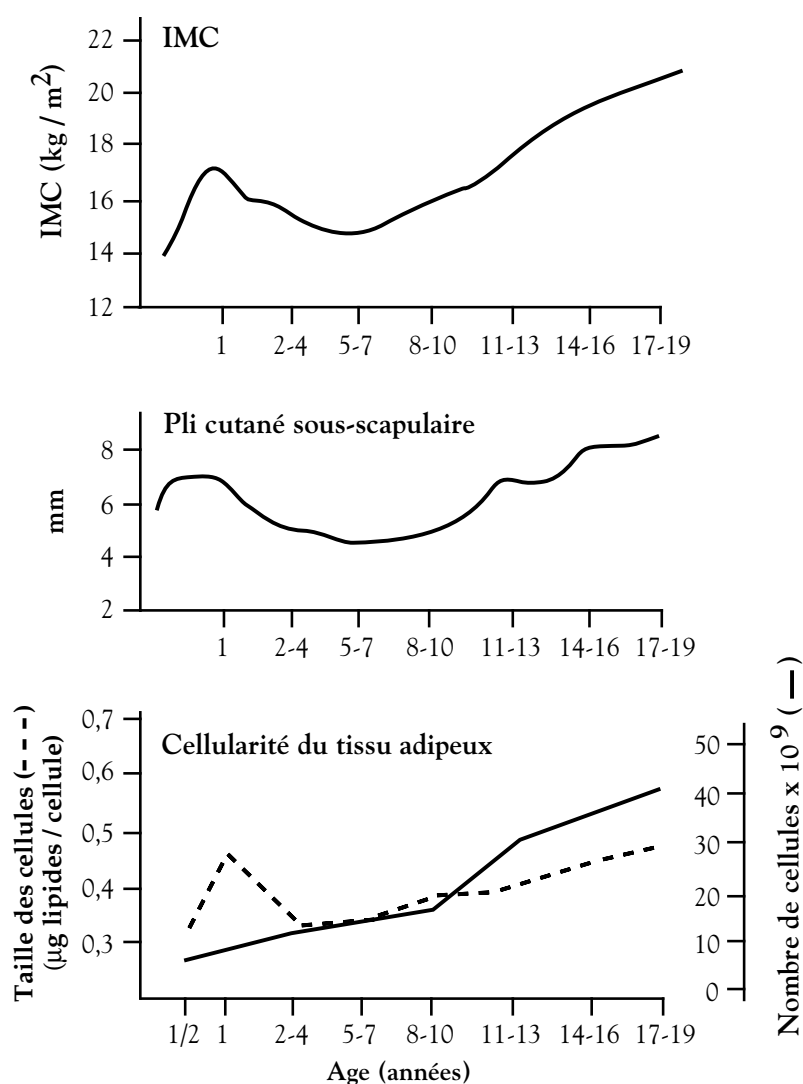 IMC
IMC (kg / m²)
22
20
18
16
14
12
1 2-4 5-7 8-10 11-13 14-16 17-19
Pli cutané sous-scapulaire
mm
8
6
4
2
1 2-4 5-7 8-10 11-13 14-16 17-19
Cellularité du tissu adipeux
Taille des cellules (- - -)
(µg lipides / cellule)
0,7
0,6
0,5
0,4
0,3
50
40
30
20
10
0
Nombre de cellules x 10⁹ (—)
1/2 1 2-4 5-7 8-10 11-13 14-16 17-19
Age (années)